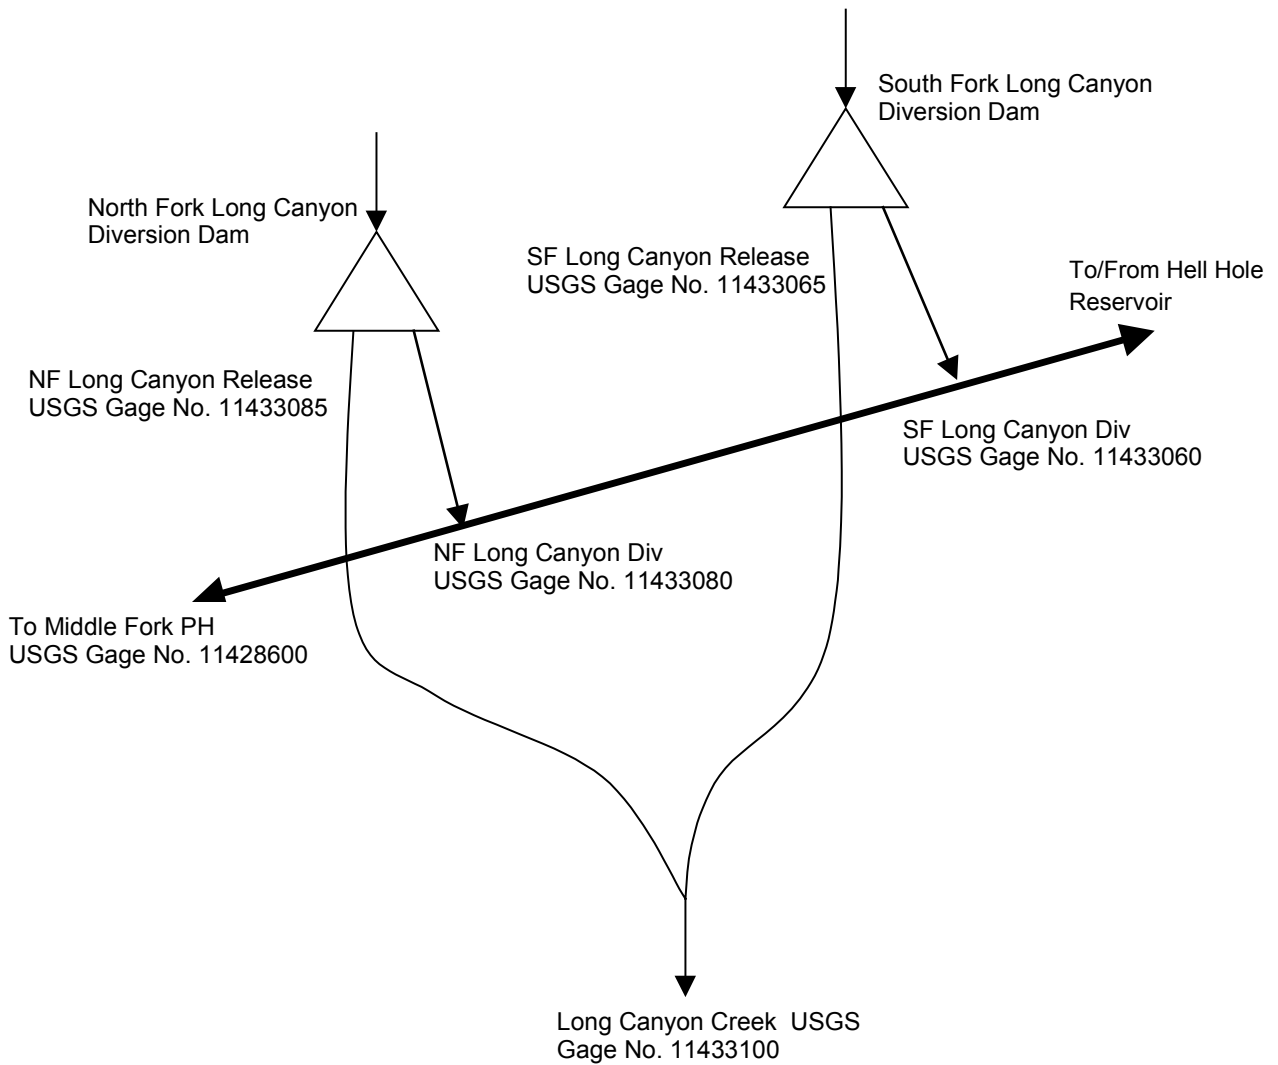 South Fork Long Canyon
Diversion Dam
North Fork Long Canyon
Diversion Dam
SF Long Canyon Release
USGS Gage No. 11433065
To/From Hell Hole
Reservoir
NF Long Canyon Release
USGS Gage No. 11433085
SF Long Canyon Div
USGS Gage No. 11433060
NF Long Canyon Div
USGS Gage No. 11433080
To Middle Fork PH
USGS Gage No. 11428600
Long Canyon Creek  USGS
Gage No. 11433100